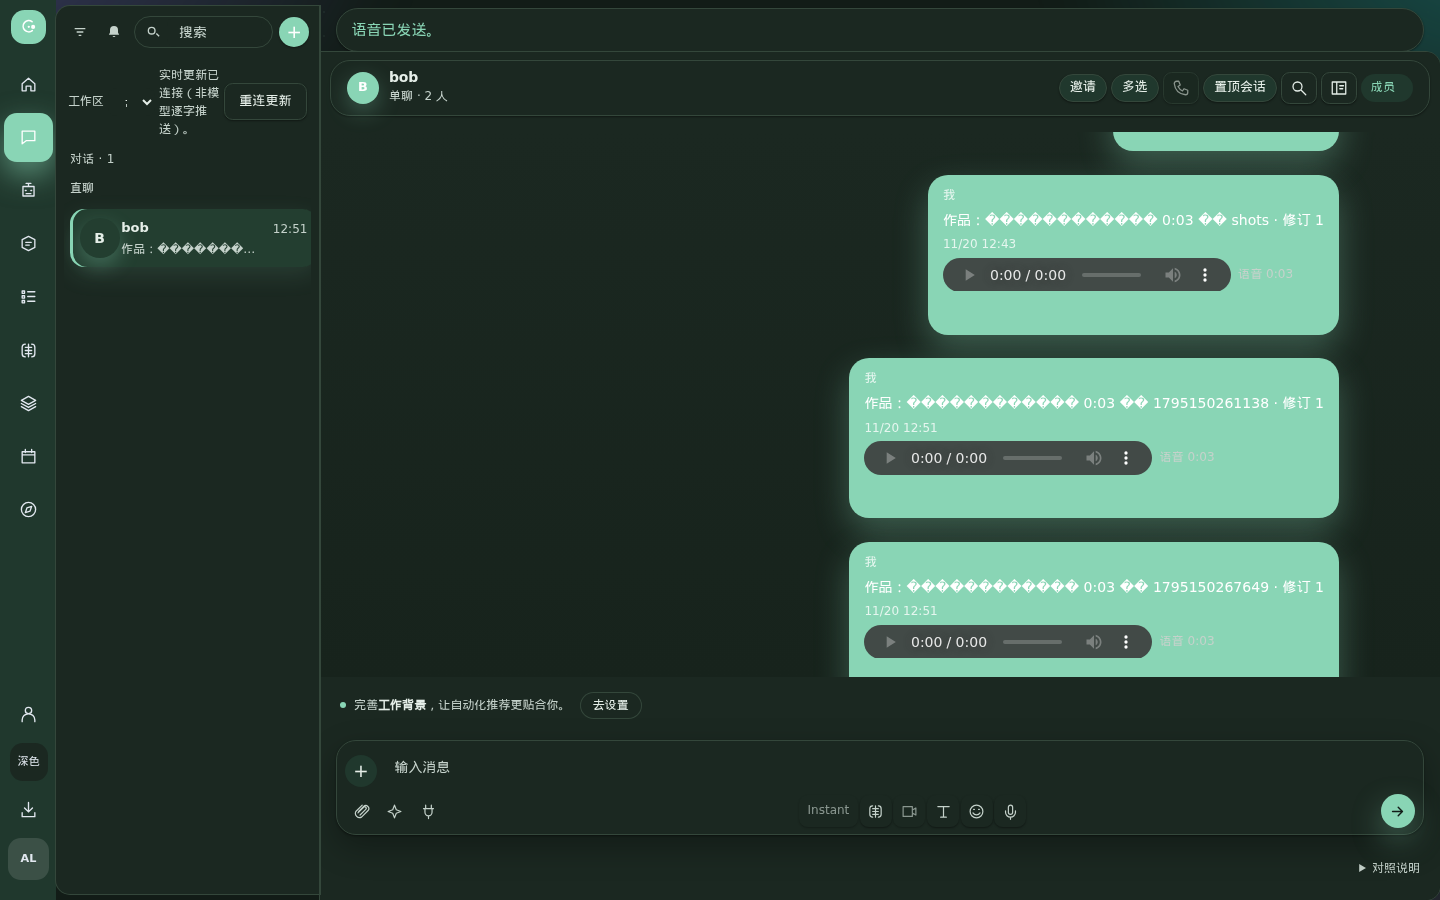 搜索
工作区
实时更新已
连接（非模
型逐字推
送）。
重连更新
对话 · 1
直聊
B
bob
12:51
作品：�������…
深色
AL
语音已发送。
B
bob
单聊 · 2 人
邀请
多选
置顶会话
成员
我
作品：������������ 0:03 �� shots · 修订 1
11/20 12:43
0:00 / 0:00
语音 0:03
我
作品：������������ 0:03 �� 1795150261138 · 修订 1
11/20 12:51
0:00 / 0:00
语音 0:03
我
作品：������������ 0:03 �� 1795150267649 · 修订 1
11/20 12:51
0:00 / 0:00
语音 0:03
完善工作背景，让自动化推荐更贴合你。
去设置
输入消息
Instant
对照说明